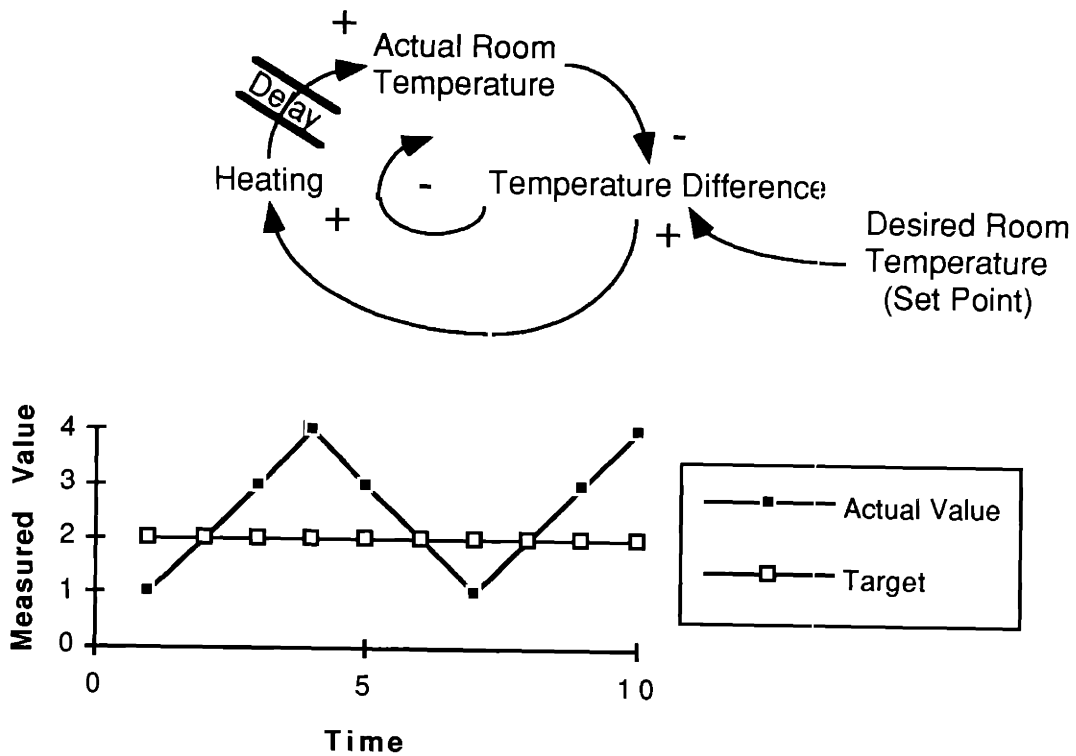 +
Actual Room
Temperature
Delay
-
Heating
-
Temperature Difference
+
+
Desired Room
Temperature
(Set Point)
Measured Value
4
3
2
1
0
0
5
10
Time
Actual Value
Target